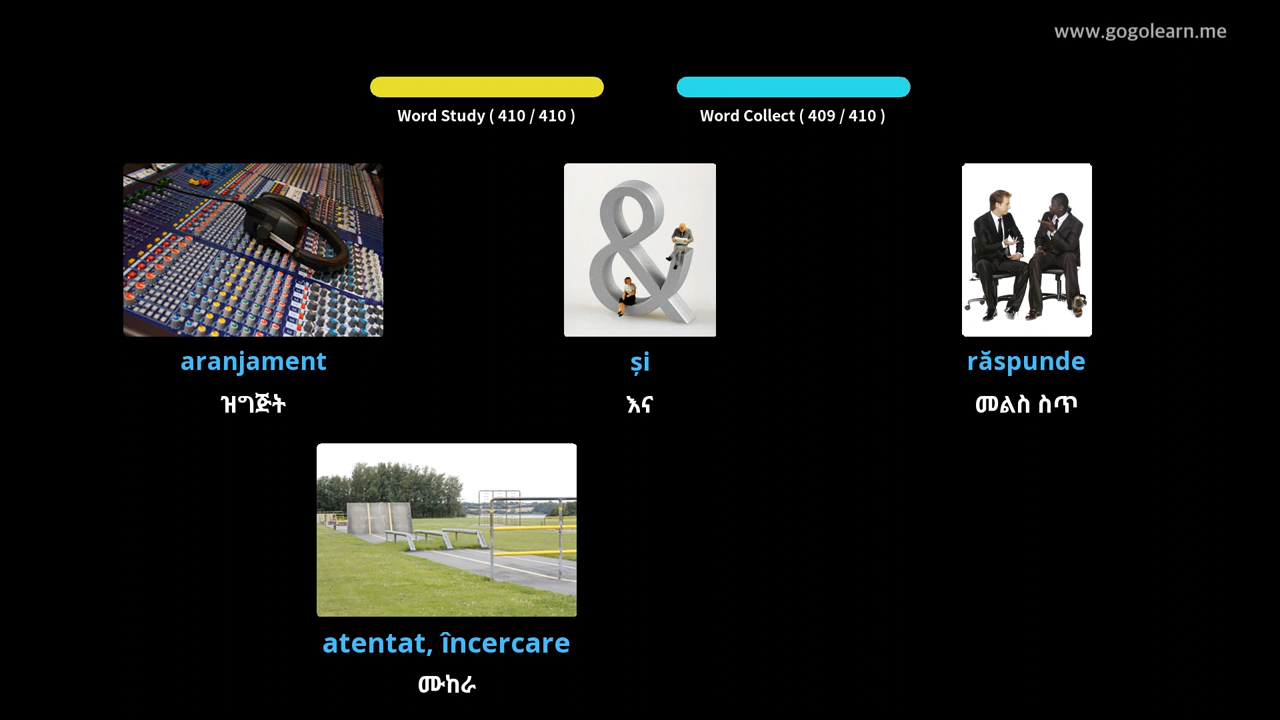 www.gogolearn.me
Word Study ( 410 / 410 )
Word Collect ( 409 / 410 )
aranjament
și
răspunde
ዝግጅት
እና
መልስ ስጥ
atentat, încercare
ሙከራ